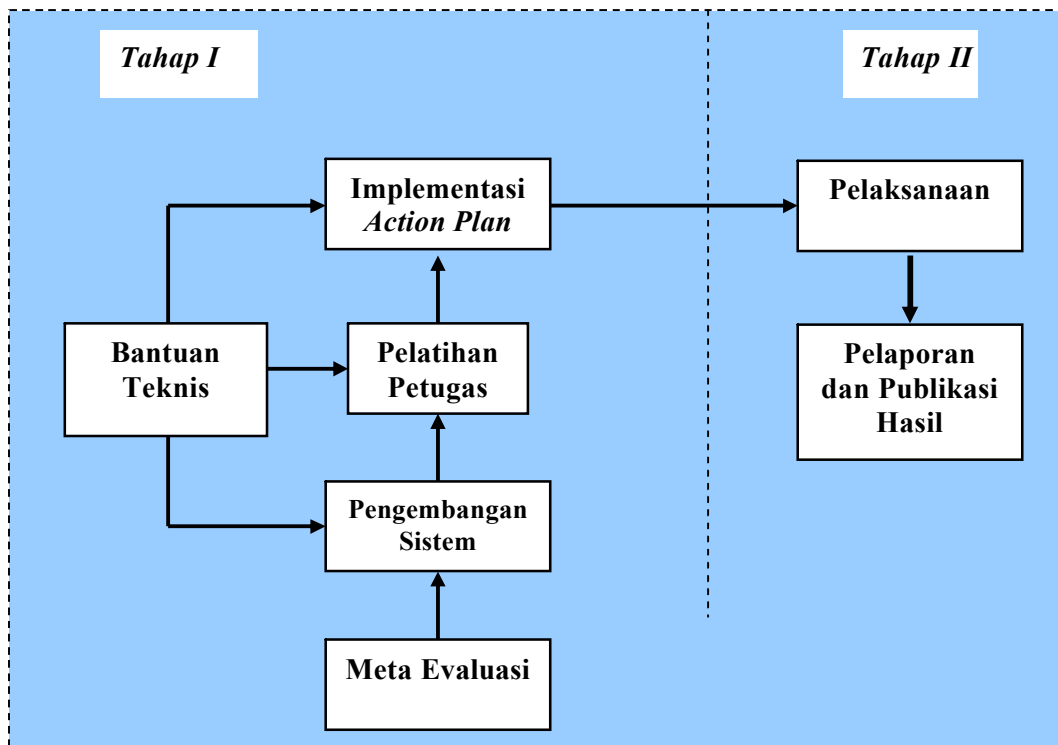 Tahap I
Tahap II
Implementasi
Action Plan
Pelaksanaan
Bantuan
Teknis
Pelatihan
Petugas
Pelaporan
dan Publikasi
Hasil
Pengembangan
Sistem
Meta Evaluasi